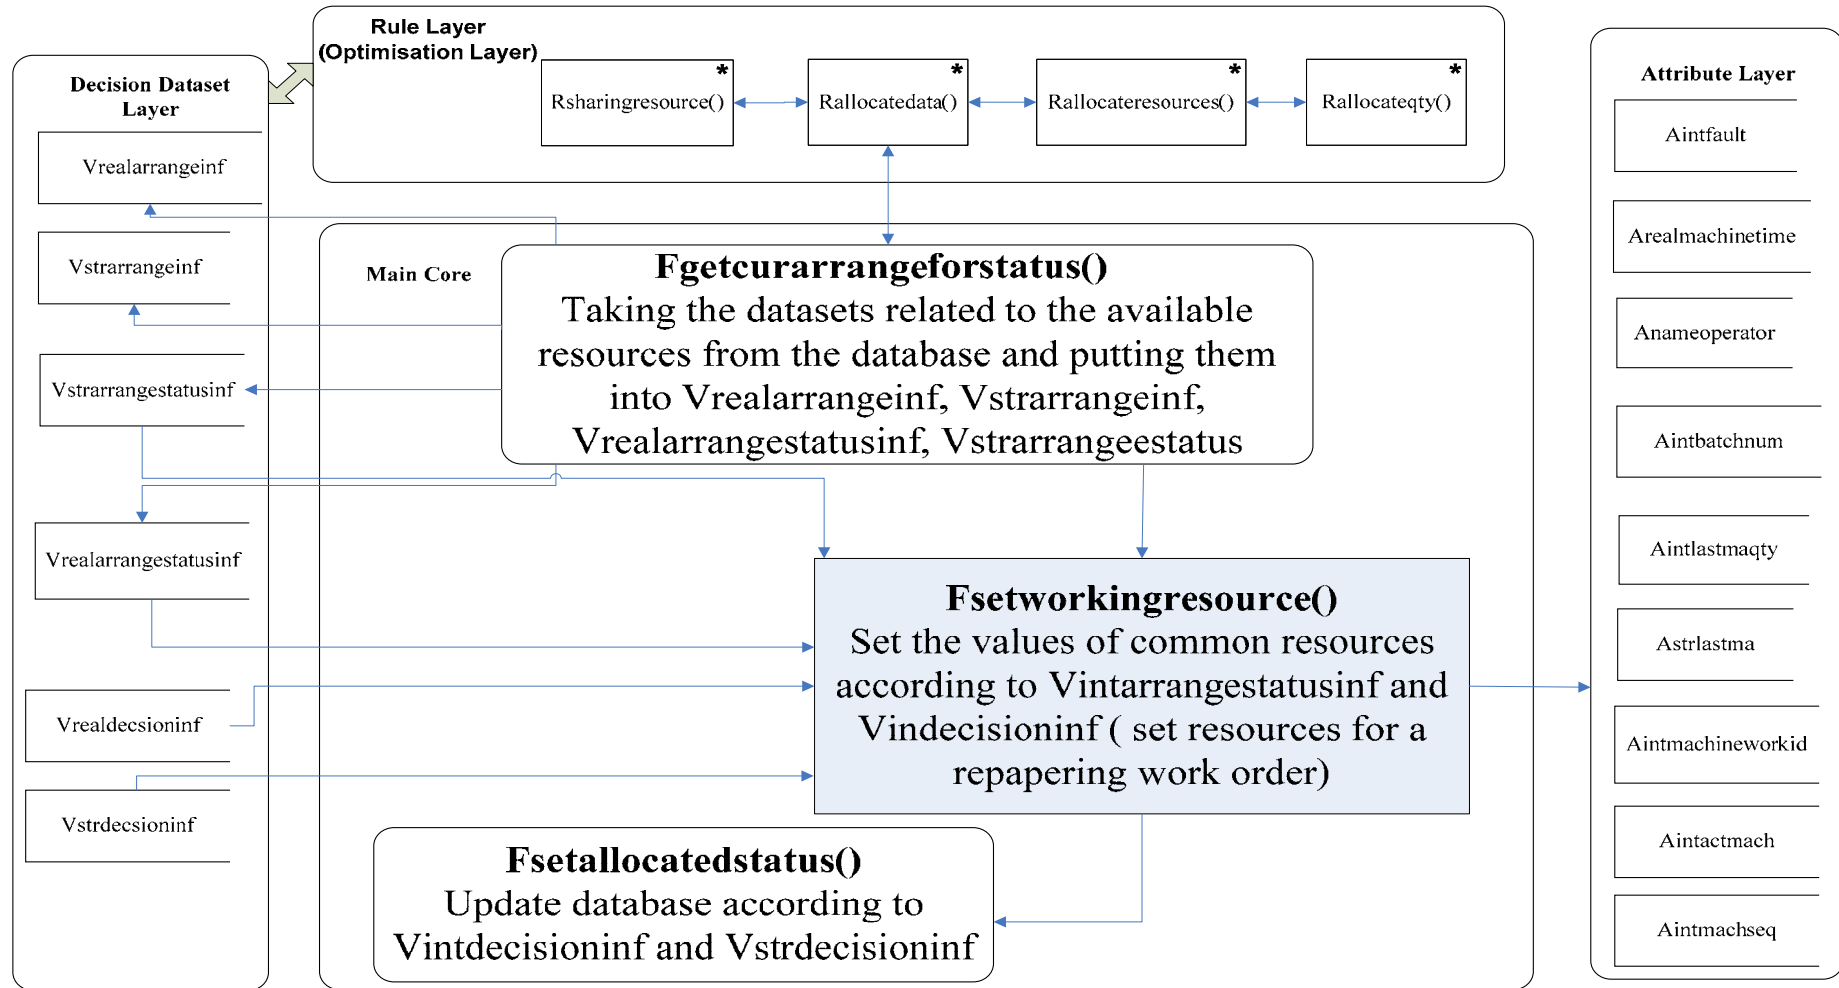 Rule Layer
(Optimisation Layer)
*
Rsharingresource()
*
Rallocatedata()
*
Rallocateresources()
*
Rallocateqty()
Decision Dataset
Layer
Vrealarrangeinf
Vstrarrangeinf
Vstrarrangestatusinf
Vrealarrangestatusinf
Vrealdecsioninf
Vstrdecsioninf
Main Core
Fgetcurarrangeforstatus()
Taking the datasets related to the available
resources from the database and putting them
into Vrealarrangeinf, Vstrarrangeinf,
Vrealarrangestatusinf, Vstrarrangeestatus
Fsetworkingresource()
Set the values of common resources
according to Vintarrangestatusinf and
Vindecisioninf ( set resources for a
repapering work order)
Fsetallocatedstatus()
Update database according to
Vintdecisioninf and Vstrdecisioninf
Attribute Layer
Aintfault
Arealmachinetime
Anameoperator
Aintbatchnum
Aintlastmaqty
Astrlastma
Aintmachineworkid
Aintactmach
Aintmachseq